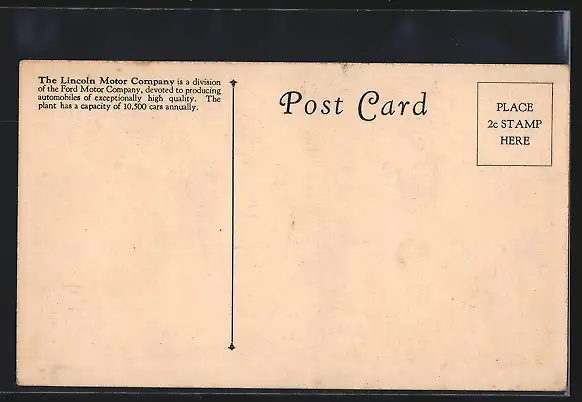 The Lincoln Motor Company is a division
of the Ford Motor Company, devoted to producing
automobiles of exceptionally high quality. The
plant has a capacity of 10,500 cars annually.
Post Card
PLACE
2c STAMP
HERE